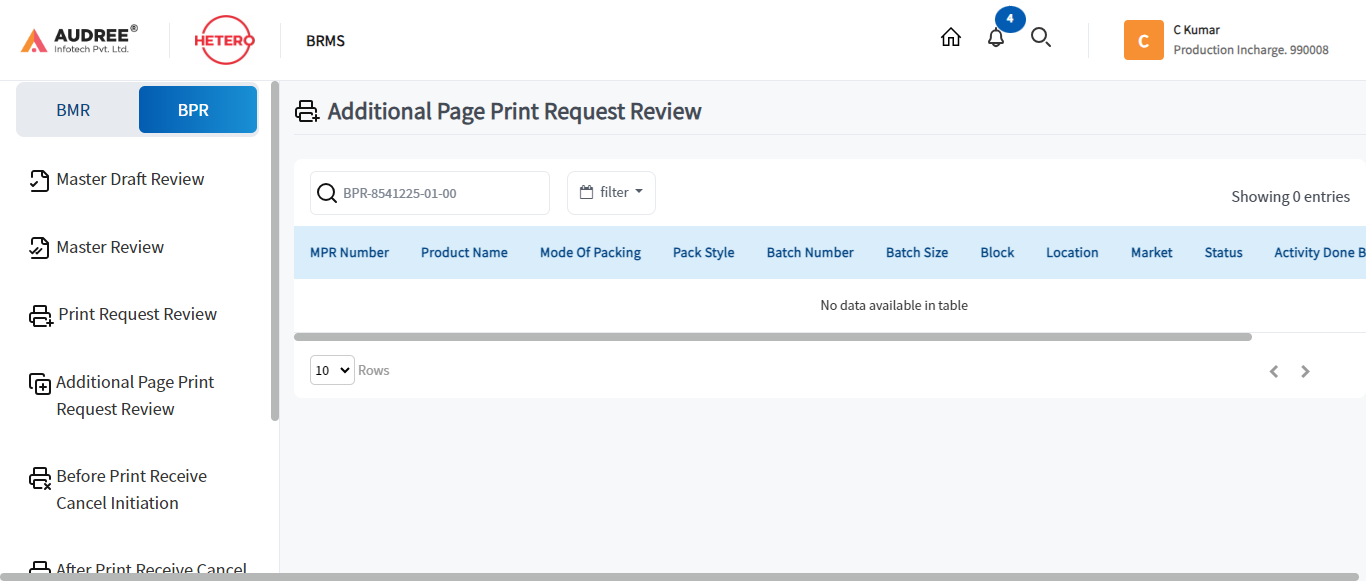 AUDREE®
Infotech Pvt. Ltd.
HETERO
BRMS
4
C
C Kumar
Production Incharge. 990008
BMR
BPR
Master Draft Review
Master Review
Print Request Review
Additional Page Print
Request Review
Before Print Receive
Cancel Initiation
After Print Receive Cancel
Additional Page Print Request Review
BPR-8541225-01-00
filter
Showing 0 entries
MPR Number Product Name Mode Of Packing Pack Style Batch Number Batch Size Block Location Market Status Activity Done B
No data available in table
10 Rows